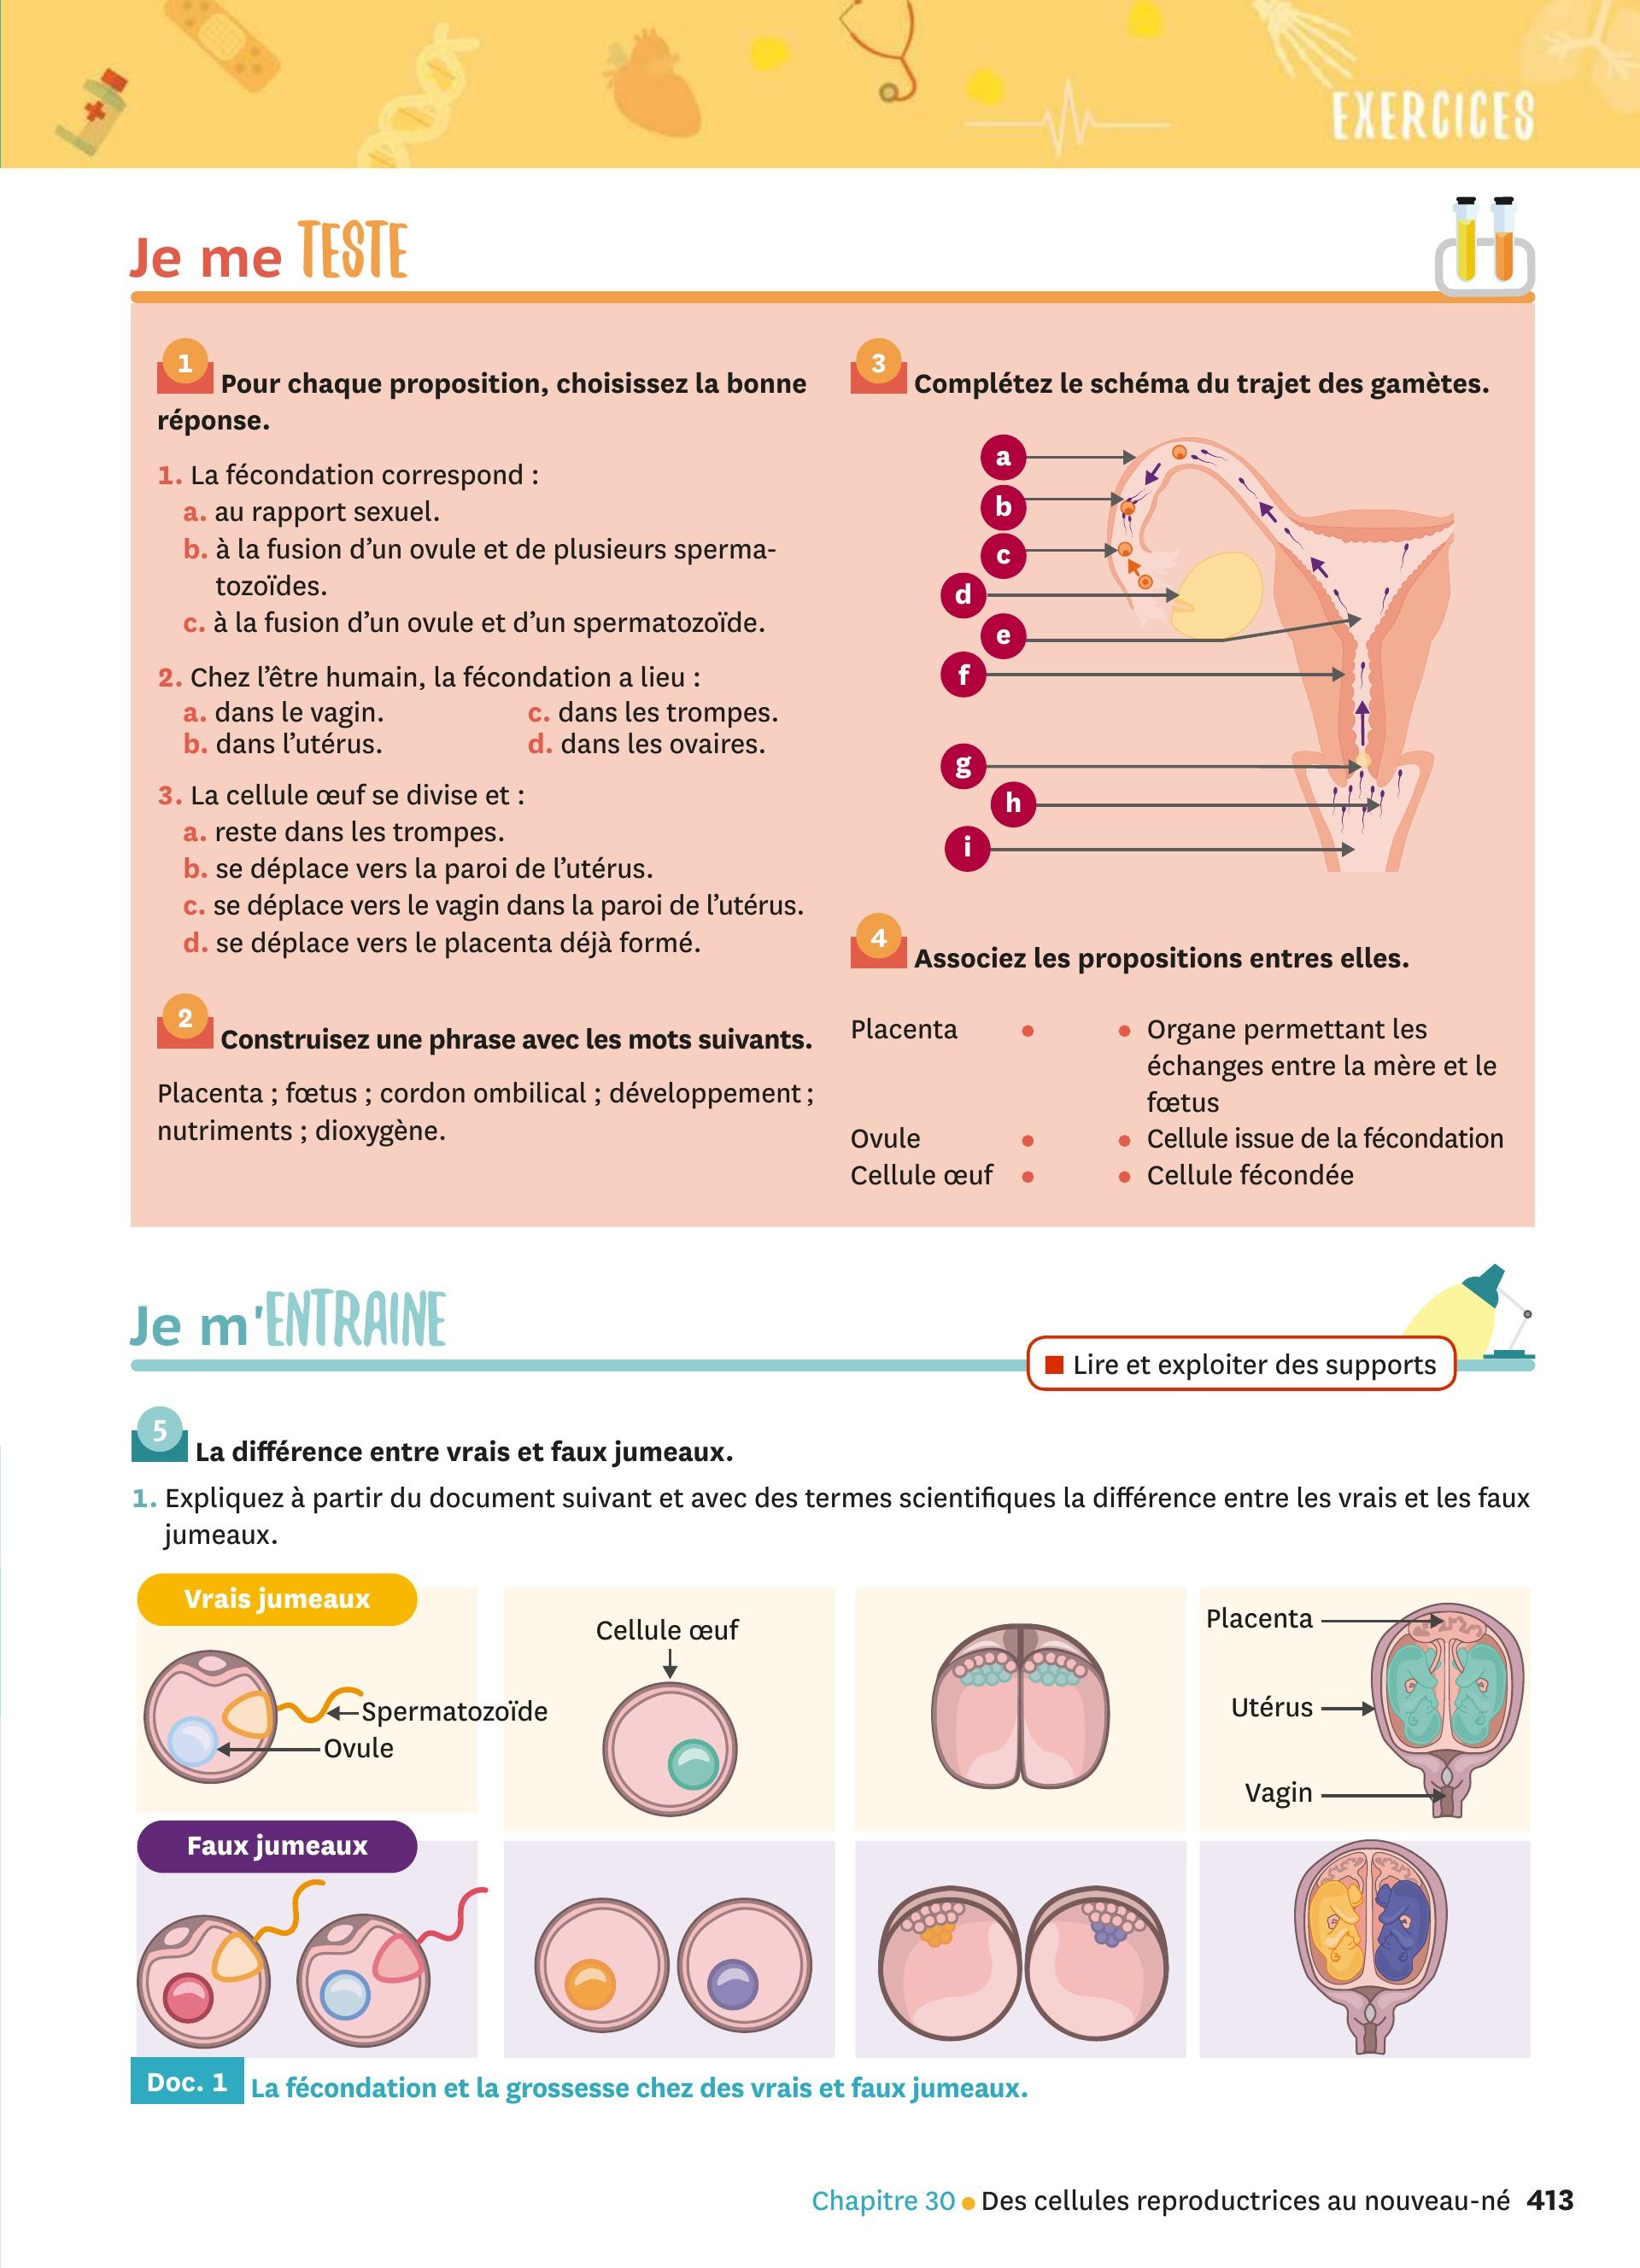 EXERCICES
Je me TESTE
1 Pour chaque proposition, choisissez la bonne
réponse.
1. La fécondation correspond :
a. au rapport sexuel.
b. à la fusion d’un ovule et de plusieurs sperma-
tozoïdes.
c. à la fusion d’un ovule et d’un spermatozoïde.
2. Chez l’être humain, la fécondation a lieu :
a. dans le vagin. c. dans les trompes.
b. dans l’utérus. d. dans les ovaires.
3. La cellule œuf se divise et :
a. reste dans les trompes.
b. se déplace vers la paroi de l’utérus.
c. se déplace vers le vagin dans la paroi de l’utérus.
d. se déplace vers le placenta déjà formé.
2 Construisez une phrase avec les mots suivants.
Placenta ; fœtus ; cordon ombilical ; développement ;
nutriments ; dioxygène.
3 Complétez le schéma du trajet des gamètes.
a
b
c
d
e
f
g
h
i
4 Associez les propositions entres elles.
Placenta • • Organe permettant les
échanges entre la mère et le
fœtus
Ovule • • Cellule issue de la fécondation
Cellule œuf • • Cellule fécondée
Je m'ENTRAINE
Lire et exploiter des supports
5 La différence entre vrais et faux jumeaux.
1. Expliquez à partir du document suivant et avec des termes scientifiques la différence entre les vrais et les faux
jumeaux.
Vrais jumeaux
Spermatozoïde
Ovule
Cellule œuf
Placenta
Utérus
Vagin
Faux jumeaux
Doc. 1 La fécondation et la grossesse chez des vrais et faux jumeaux.
Chapitre 30 • Des cellules reproductrices au nouveau-né 413